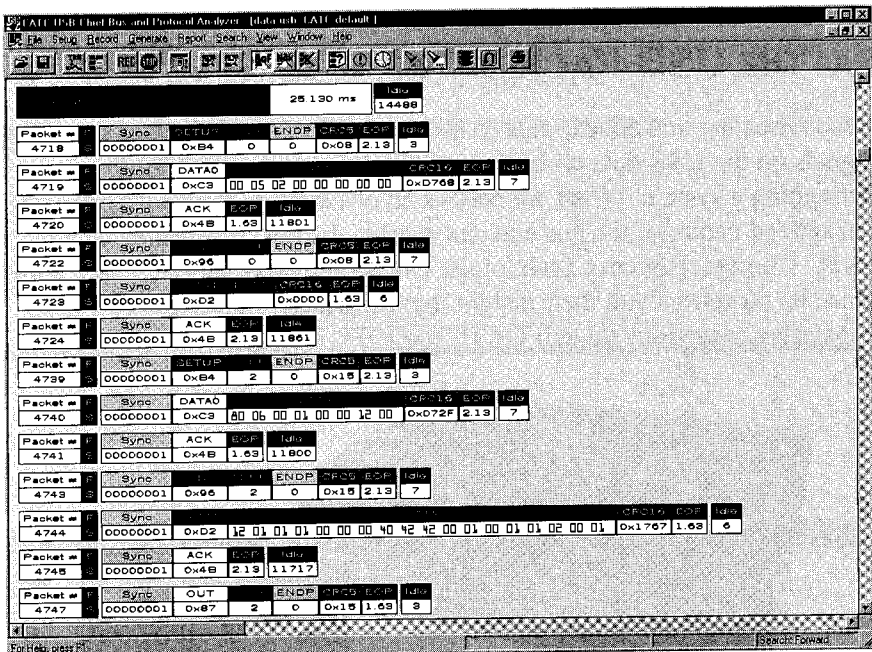 CATC USB Chief Bus and Protocol Analyzer - [data.usb CATC default ]
File Setup Record Generate Report Search View Window Help
25.130 ms Idle
14488
Packet # F Sync SETUP ENDP CRC5 EOP Idle
4718 S 00000001 0xB4 0 0 0x08 2.13 3
Packet # F Sync DATA0 CRC16 EOP Idle
4719 S 00000001 0xC3 00 05 02 00 00 00 00 00 0xD768 2.13 7
Packet # F Sync ACK EOP Idle
4720 S 00000001 0x4B 1.63 11801
Packet # F Sync ENDP CRC5 EOP Idle
4722 S 00000001 0x96 0 0 0x08 2.13 7
Packet # F Sync CRC16 EOP Idle
4723 S 00000001 0xD2 0x0000 1.63 6
Packet # F Sync ACK EOP Idle
4724 S 00000001 0x4B 2.13 11861
Packet # F Sync SETUP ENDP CRC5 EOP Idle
4739 S 00000001 0xB4 2 0 0x15 2.13 3
Packet # F Sync DATA0 CRC16 EOP Idle
4740 S 00000001 0xC3 80 06 00 01 00 00 12 00 0xD72F 2.13 7
Packet # F Sync ACK EOP Idle
4741 S 00000001 0x4B 1.63 11800
Packet # F Sync ENDP CRC5 EOP Idle
4743 S 00000001 0x96 2 0 0x15 2.13 7
Packet # F Sync CRC16 EOP Idle
4744 S 00000001 0xD2 12 01 01 01 00 00 00 40 42 42 00 01 00 01 01 02 00 01 0x1767 1.63 6
Packet # F Sync ACK EOP Idle
4745 S 00000001 0x4B 2.13 11717
Packet # F Sync OUT ENDP CRC5 EOP Idle
4747 S 00000001 0x87 2 0 0x15 1.63 3
For Help, press F1 Search: Forward